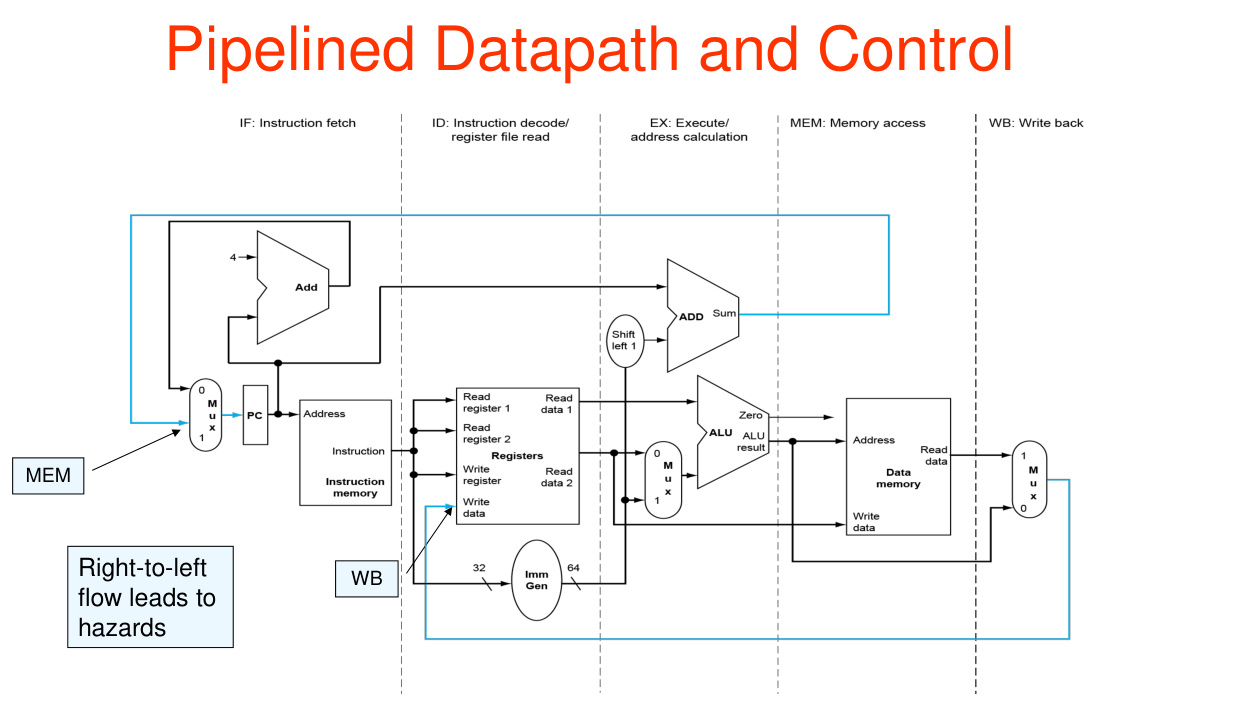 Pipelined Datapath and Control
IF: Instruction fetch
ID: Instruction decode/
register file read
EX: Execute/
address calculation
MEM: Memory access
WB: Write back
4
Add
ADD
Sum
Shift
left 1
0
M
u
x
1
PC
Address
Instruction
Instruction
memory
Read
register 1
Read
register 2
Write
register
Write
data
Registers
Read
data 1
Read
data 2
0
M
u
x
1
Zero
ALU
ALU
result
Address
Read
data
Data
memory
Write
data
1
M
u
x
0
32
Imm
Gen
64
MEM
WB
Right-to-left
flow leads to
hazards